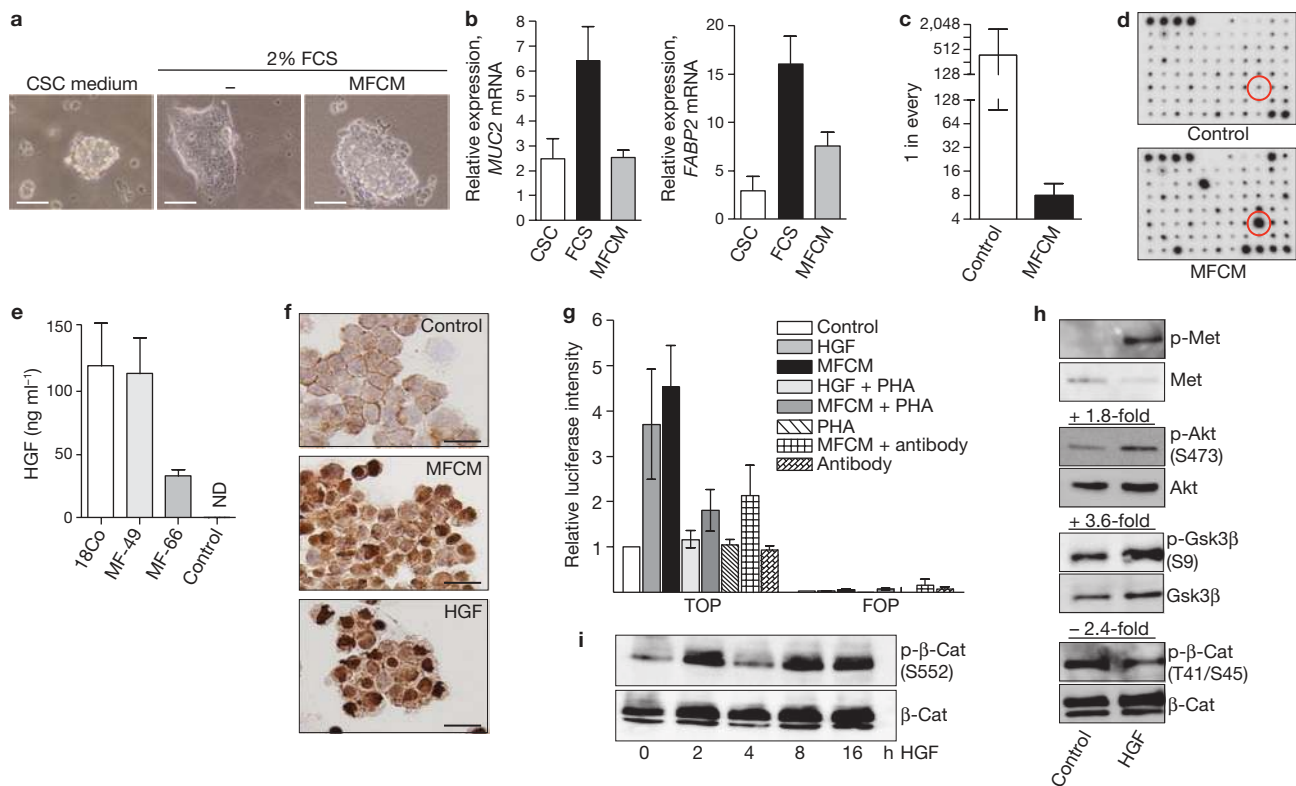 a
2% FCS
CSC medium
–
MFCM
b
Relative expression,
MUC2 mRNA
8
7
6
5
4
3
2
1
0
CSC
FCS
MFCM
Relative expression,
FABP2 mRNA
20
15
10
5
0
CSC
FCS
MFCM
c
1 in every
2,048
512
128
128
64
32
16
8
4
Control
MFCM
d
Control
MFCM
e
HGF (ng ml⁻¹)
150
100
50
0
ND
18Co
MF-49
MF-66
Control
f
Control
MFCM
HGF
g
Relative luciferase intensity
6
5
4
3
2
1
TOP
FOP
Control
HGF
MFCM
HGF + PHA
MFCM + PHA
PHA
MFCM + antibody
Antibody
h
p-Met
Met
+ 1.8-fold
p-Akt
(S473)
Akt
+ 3.6-fold
p-Gsk3β
(S9)
Gsk3β
– 2.4-fold
p-β-Cat
(T41/S45)
β-Cat
Control
HGF
i
p-β-Cat
(S552)
β-Cat
0 2 4 8 16 h HGF